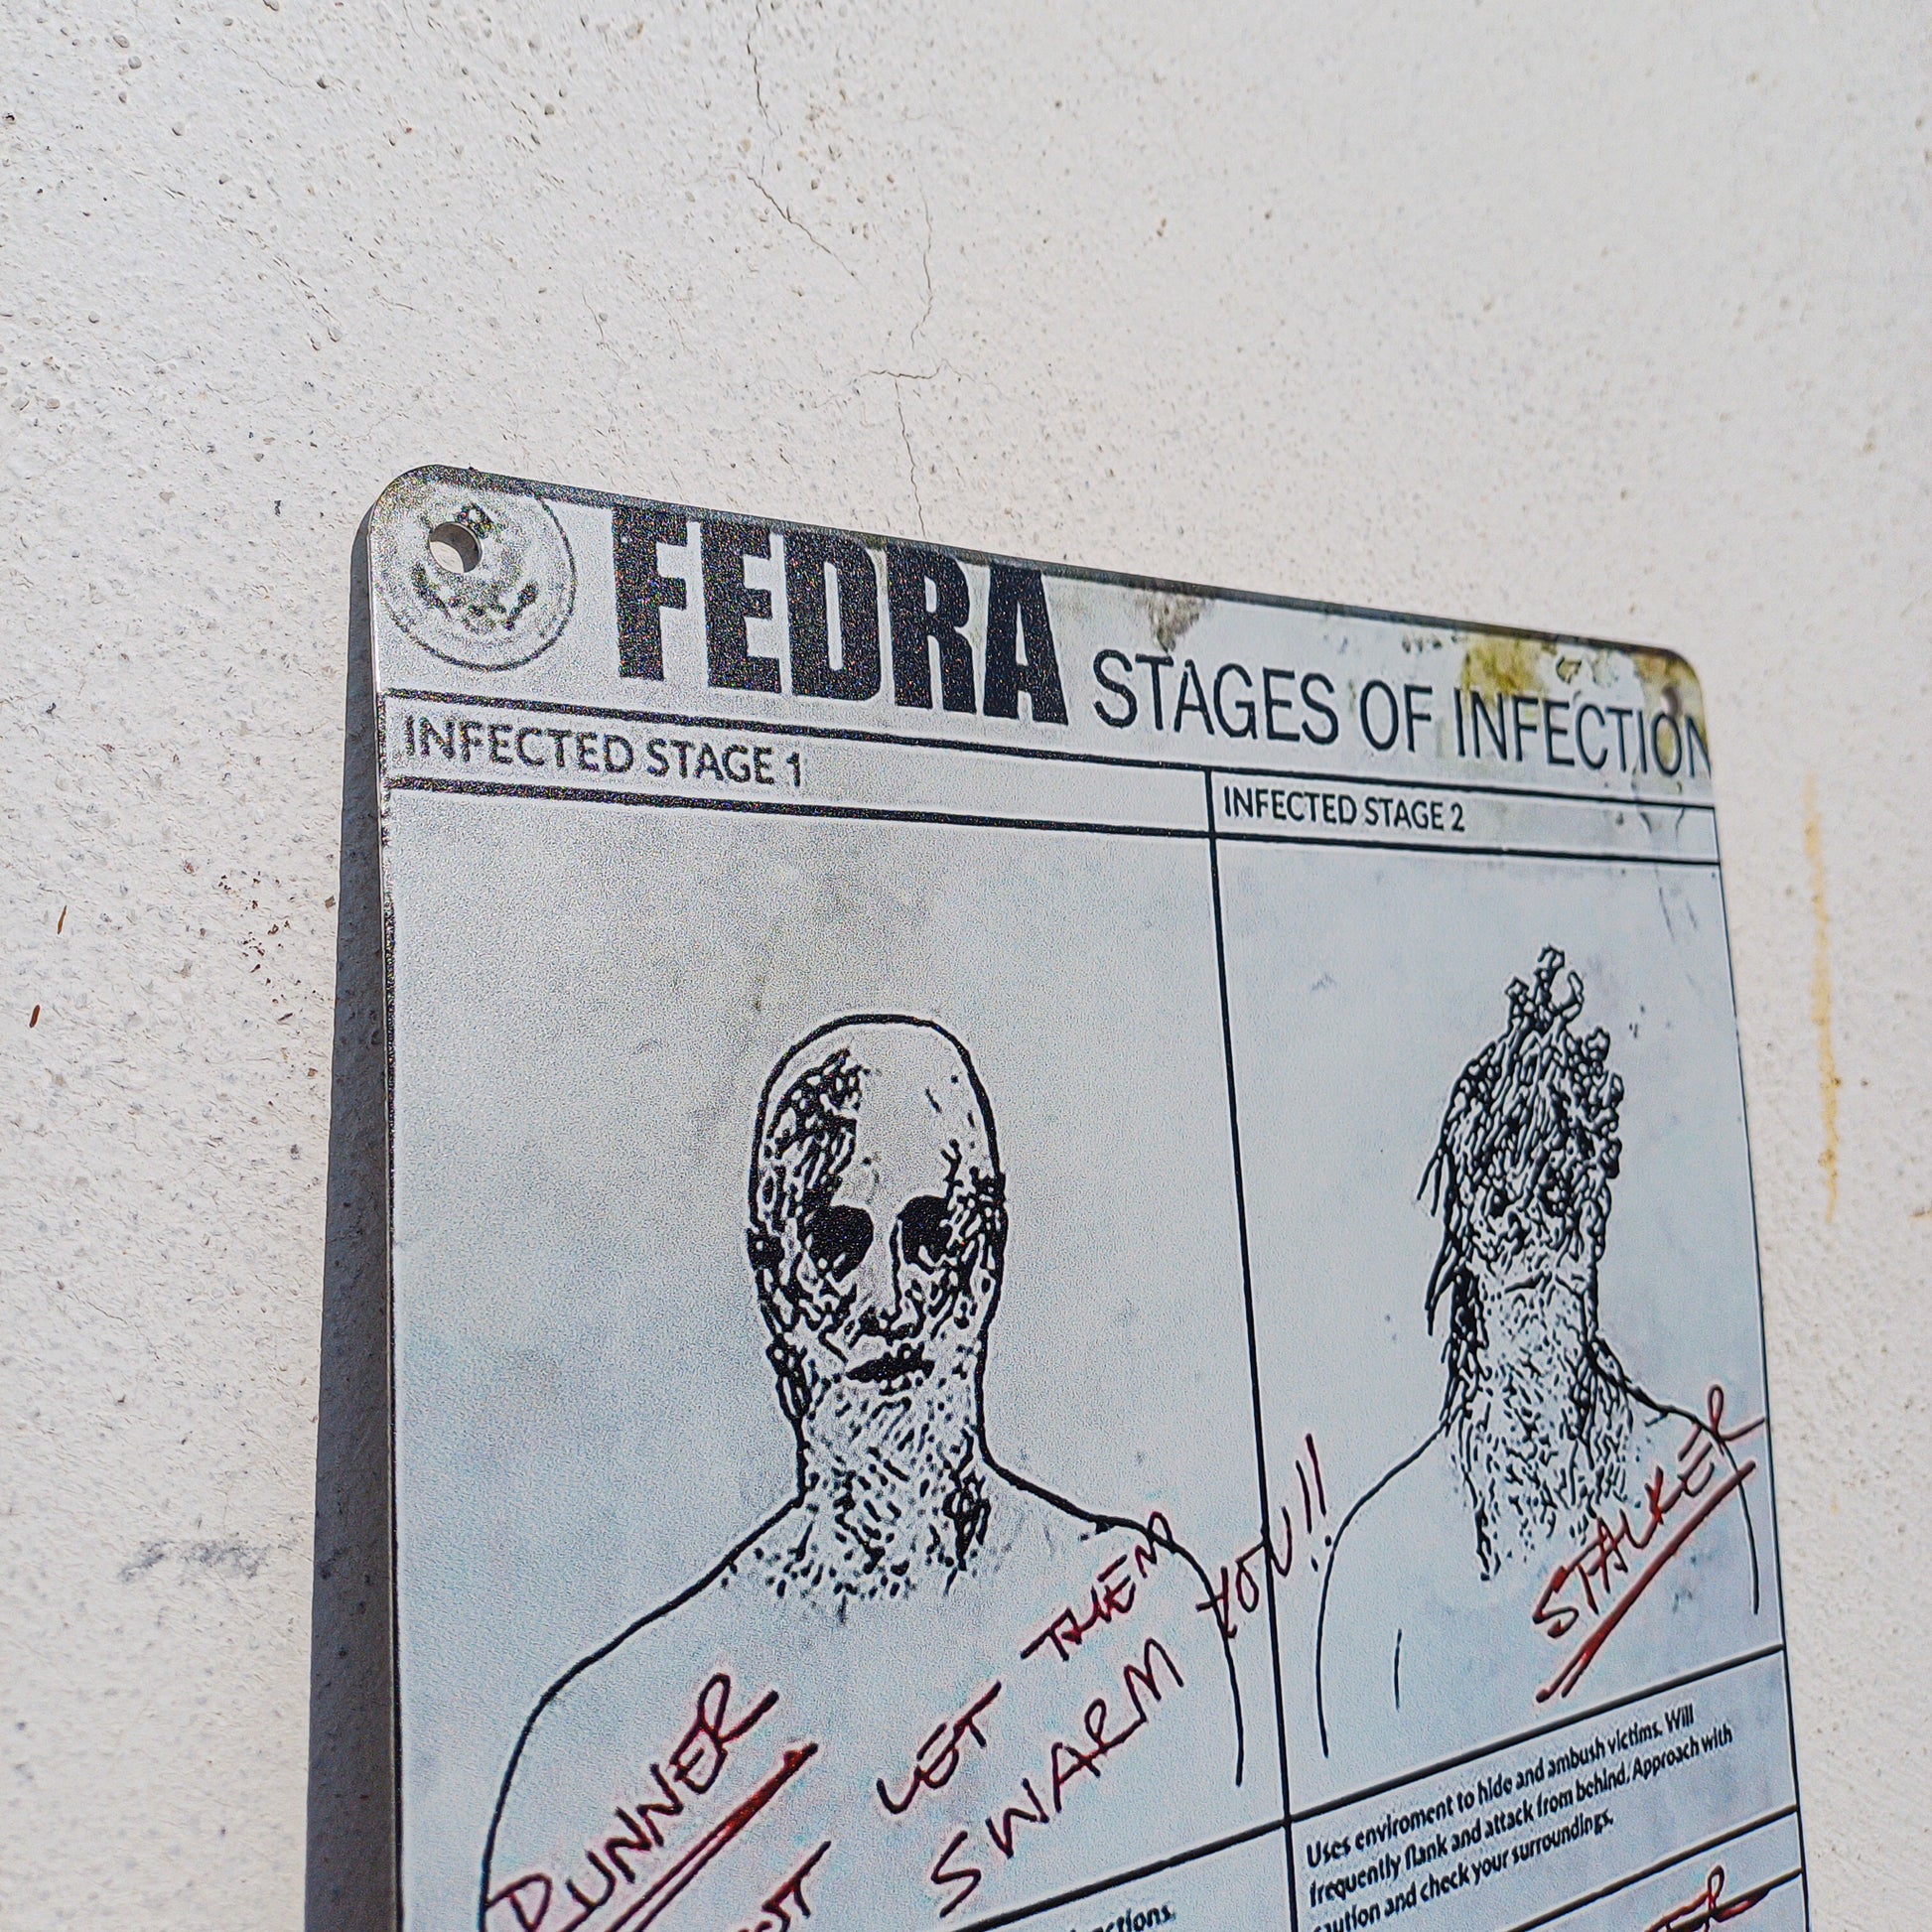 FEDRA STAGES OF INFECTION
INFECTED STAGE 1
INFECTED STAGE 2
RUNNER
LET THEM
SWARM YOU!!
STALKER
Uses enviroment to hide and ambush victims. Will
frequently flank and attack from behind. Approach with
caution and check your surroundings.